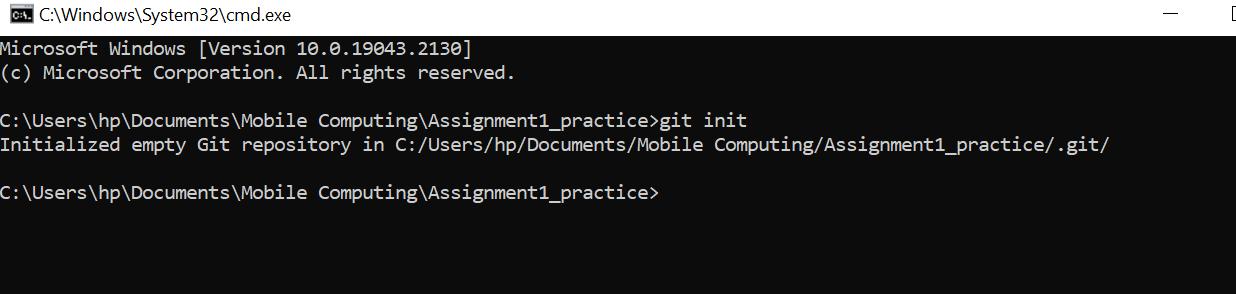 C:\Windows\System32\cmd.exe
Microsoft Windows [Version 10.0.19043.2130]
(c) Microsoft Corporation. All rights reserved.
C:\Users\hp\Documents\Mobile Computing\Assignment1_practice>git init
Initialized empty Git repository in C:/Users/hp/Documents/Mobile Computing/Assignment1_practice/.git/
C:\Users\hp\Documents\Mobile Computing\Assignment1_practice>